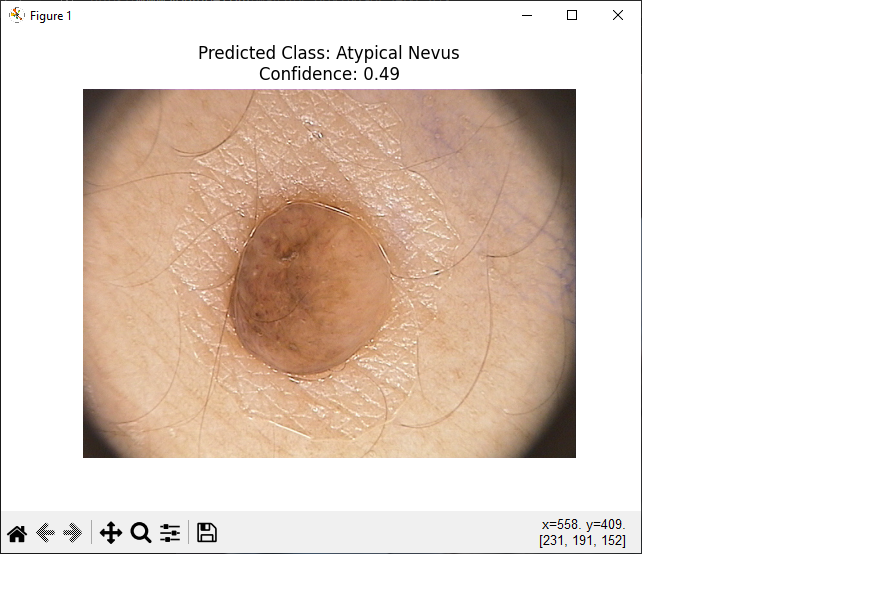 Figure 1
Predicted Class: Atypical Nevus
Confidence: 0.49
x=558. y=409.
[231, 191, 152]